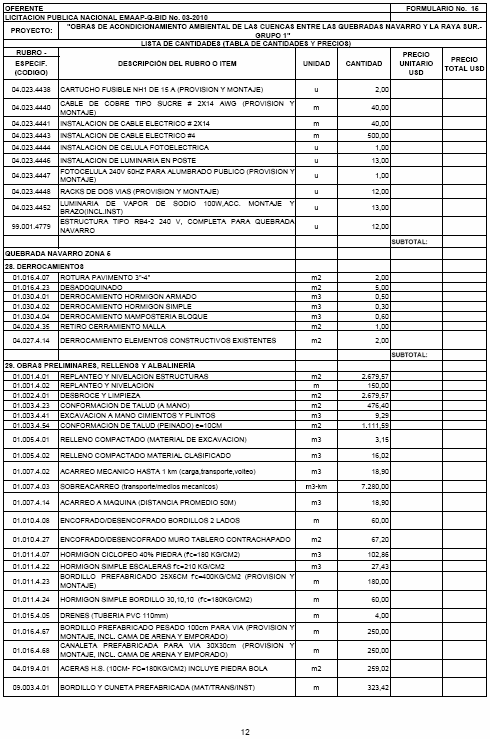 OFERENTE FORMULARIO No. 16
LICITACION PUBLICA NACIONAL EMAAP-Q-BID No. 03-2010
PROYECTO: "OBRAS DE ACONDICIONAMIENTO AMBIENTAL DE LAS CUENCAS ENTRE LAS QUEBRADAS NAVARRO Y LA RAYA SUR.-
GRUPO 1"
LISTA DE CANTIDADES (TABLA DE CANTIDADES Y PRECIOS)
RUBRO - ESPECIF. (CODIGO) DESCRIPCIÓN DEL RUBRO O ITEM UNIDAD CANTIDAD PRECIO UNITARIO USD PRECIO TOTAL USD
04.023.4438 CARTUCHO FUSIBLE NH1 DE 15 A (PROVISION Y MONTAJE) u 2,00
04.023.4440 CABLE DE COBRE TIPO SUCRE # 2X14 AWG (PROVISION Y MONTAJE) m 40,00
04.023.4441 INSTALACION DE CABLE ELECTRICO # 2X14 m 40,00
04.023.4443 INSTALACION DE CABLE ELECTRICO #4 m 500,00
04.023.4444 INSTALACION DE CELULA FOTOELECTRICA u 1,00
04.023.4446 INSTALACION DE LUMINARIA EN POSTE u 13,00
04.023.4447 FOTOCELULA 240V 60HZ PARA ALUMBRADO PUBLICO (PROVISION Y MONTAJE) u 1,00
04.023.4448 RACKS DE DOS VIAS (PROVISION Y MONTAJE) u 12,00
04.023.4452 LUMINARIA DE VAPOR DE SODIO 100W,ACC. MONTAJE Y BRAZO(INCL.INST) u 13,00
99.001.4779 ESTRUCTURA TIPO RB4-2 240 V, COMPLETA PARA QUEBRADA NAVARRO u 12,00
SUBTOTAL:
QUEBRADA NAVARRO ZONA 5
28. DERROCAMIENTOS
01.016.4.07 ROTURA PAVIMENTO 3"-4" m2 2,00
01.016.4.23 DESADOQUINADO m2 5,00
01.030.4.01 DERROCAMIENTO HORMIGON ARMADO m3 0,50
01.030.4.02 DERROCAMIENTO HORMIGON SIMPLE m3 0,30
01.030.4.04 DERROCAMIENTO MAMPOSTERIA BLOQUE m3 0,60
04.020.4.35 RETIRO CERRAMIENTO MALLA m2 1,00
04.027.4.14 DERROCAMIENTO ELEMENTOS CONSTRUCTIVOS EXISTENTES m2 2,00
SUBTOTAL:
29. OBRAS PRELIMINARES, RELLENOS Y ALBALINERÍA
01.001.4.01 REPLANTEO Y NIVELACION ESTRUCTURAS m2 2.679,57
01.001.4.02 REPLANTEO Y NIVELACION m 150,00
01.002.4.01 DESBROCE Y LIMPIEZA m2 2.679,57
01.003.4.23 CONFORMACION DE TALUD (A MANO) m2 476,40
01.003.4.41 EXCAVACION A MANO CIMIENTOS Y PLINTOS m3 9,29
01.003.4.54 CONFORMACION DE TALUD (PEINADO) e=10CM m2 1.111,59
01.005.4.01 RELLENO COMPACTADO (MATERIAL DE EXCAVACION) m3 3,15
01.005.4.02 RELLENO COMPACTADO MATERIAL CLASIFICADO m3 16,02
01.007.4.02 ACARREO MECANICO HASTA 1 km (carga,transporte,volteo) m3 18,90
01.007.4.03 SOBREACARREO (transporte/medios mecanicos) m3-km 7.280,00
01.007.4.14 ACARREO A MAQUINA (DISTANCIA PROMEDIO 50M) m3 18,90
01.010.4.08 ENCOFRADO/DESENCOFRADO BORDILLOS 2 LADOS m 60,00
01.010.4.27 ENCOFRADO/DESENCOFRADO MURO TABLERO CONTRACHAPADO m2 67,20
01.011.4.07 HORMIGON CICLOPEO 40% PIEDRA (f'c=180 KG/CM2) m3 102,86
01.011.4.22 HORMIGON SIMPLE ESCALERAS f'c=210 KG/CM2) m3 27,43
01.011.4.23 BORDILLO PREFABRICADO 25X6CM f'c=400KG/CM2 (PROVISION Y MONTAJE) m 180,00
01.011.4.24 HORMIGON SIMPLE BORDILLO 30,10,10 (f'c=180KG/CM2) m 60,00
01.015.4.05 DRENES (TUBERIA PVC 110mm) m 4,00
01.016.4.67 BORDILLO PREFABRICADO PESADO 100cm PARA VIA (PROVISION Y MONTAJE, INCL. CAMA DE ARENA Y EMPORADO) m 250,00
01.016.4.68 CANALETA PREFABRICADA PARA VIA 30X30cm (PROVISION Y MONTAJE, INCL. CAMA DE ARENA Y EMPORADO) m 250,00
04.019.4.01 ACERAS H.S. (10CM- FC=180KG/CM2) INCLUYE PIEDRA BOLA m2 259,02
09.003.4.01 BORDILLO Y CUNETA PREFABRICADA (MAT/TRANS/INST) m 323,42
12